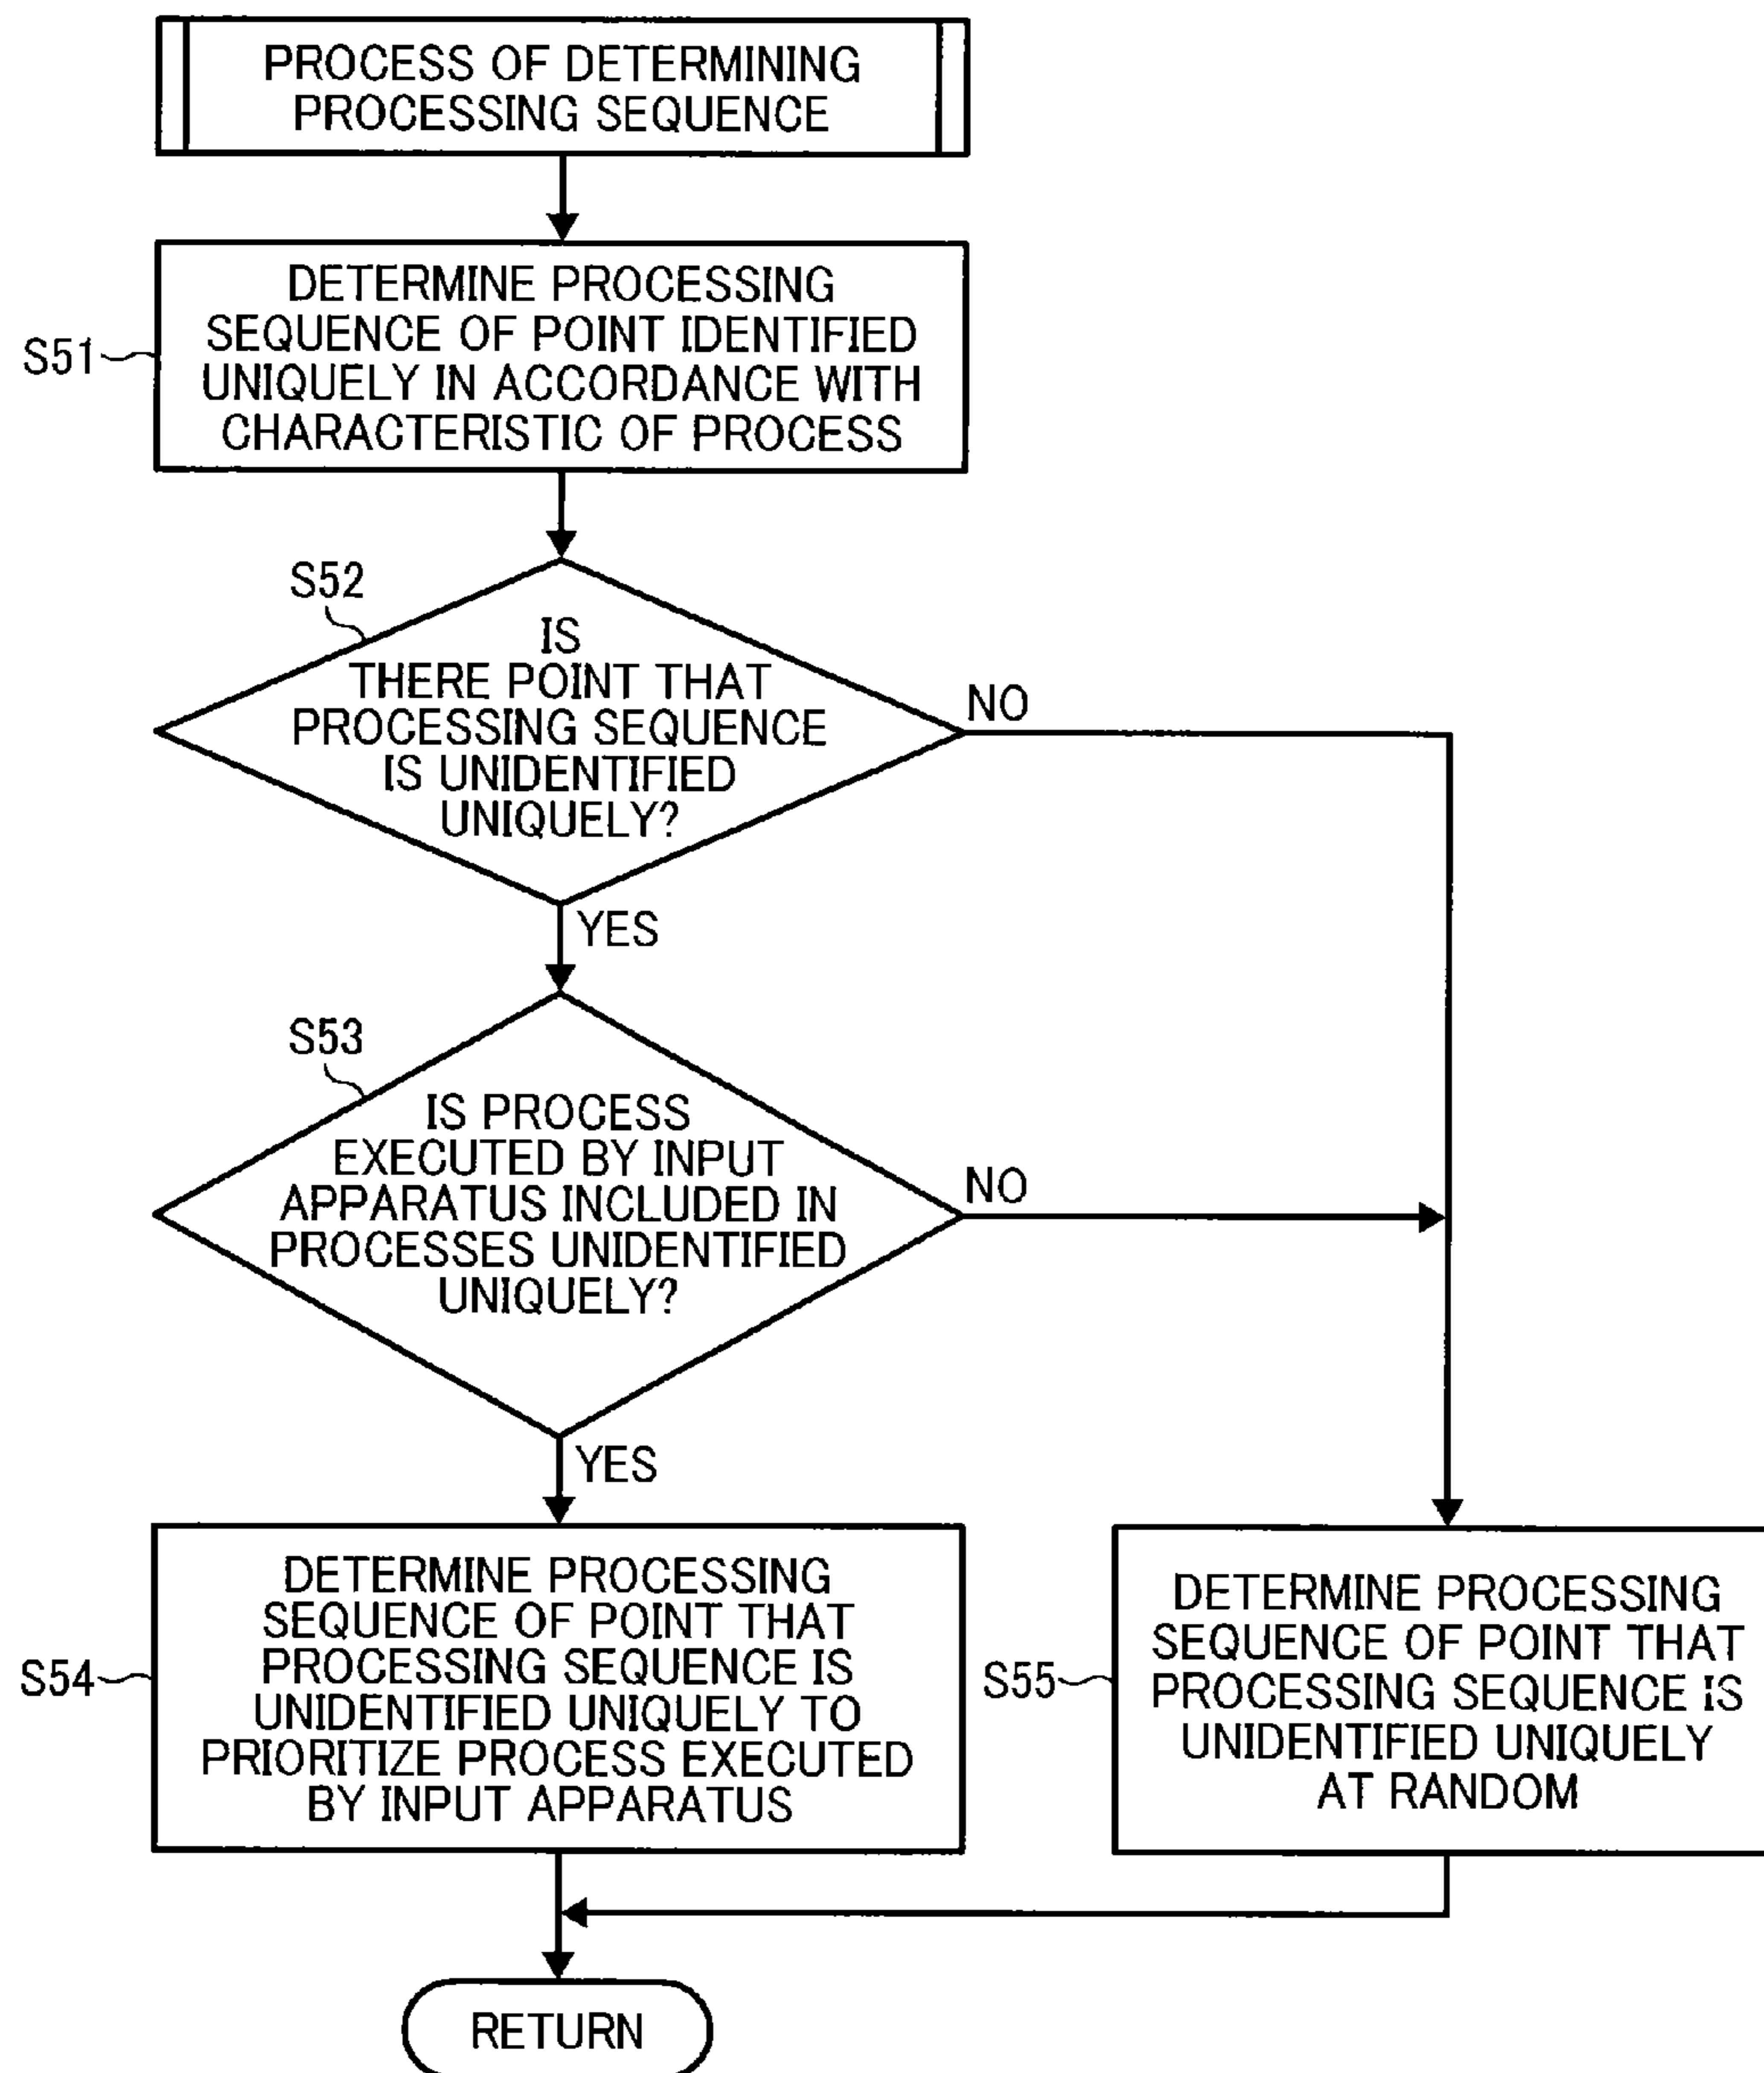 PROCESS OF DETERMINING
PROCESSING SEQUENCE
DETERMINE PROCESSING
SEQUENCE OF POINT IDENTIFIED
UNIQUELY IN ACCORDANCE WITH
CHARACTERISTIC OF PROCESS
S51
S52
IS
THERE POINT THAT
PROCESSING SEQUENCE
IS UNIDENTIFIED
UNIQUELY?
NO
YES
S53
IS PROCESS
EXECUTED BY INPUT
APPARATUS INCLUDED IN
PROCESSES UNIDENTIFIED
UNIQUELY?
NO
YES
S54
DETERMINE PROCESSING
SEQUENCE OF POINT THAT
PROCESSING SEQUENCE IS
UNIDENTIFIED UNIQUELY TO
PRIORITIZE PROCESS EXECUTED
BY INPUT APPARATUS
S55
DETERMINE PROCESSING
SEQUENCE OF POINT THAT
PROCESSING SEQUENCE IS
UNIDENTIFIED UNIQUELY
AT RANDOM
RETURN